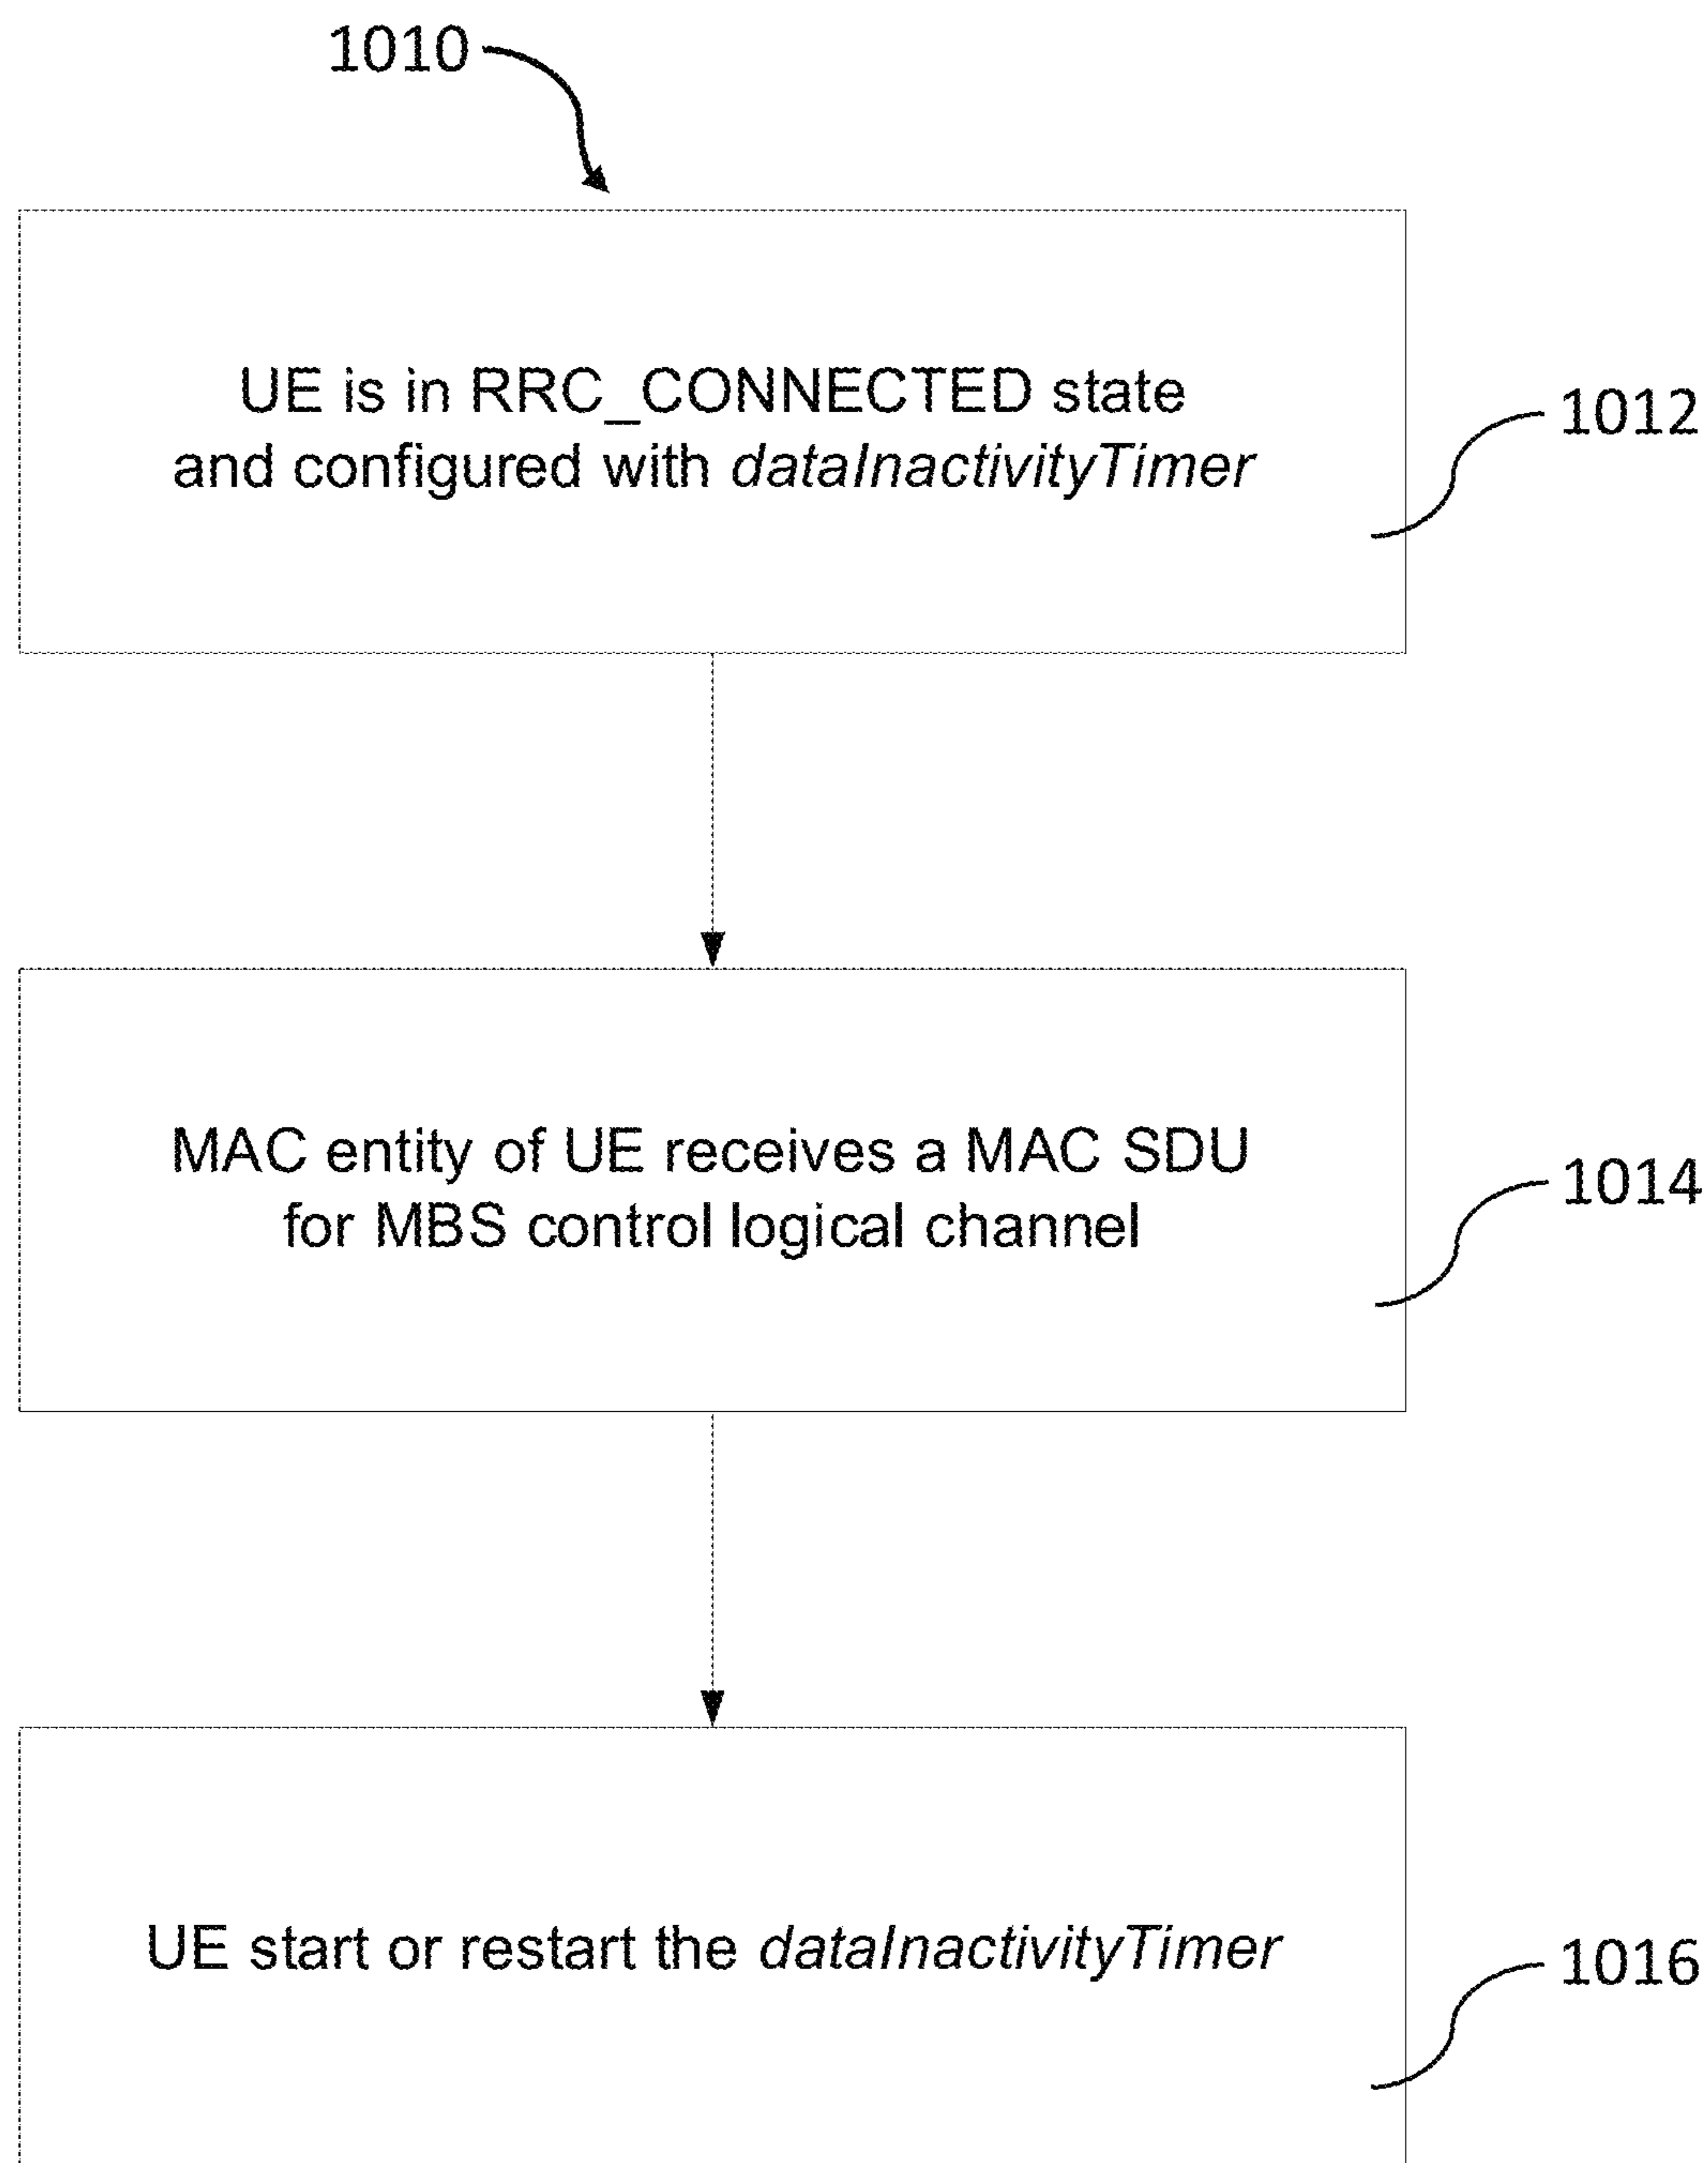 1010
UE is in RRC_CONNECTED state
and configured with dataInactivityTimer
1012
MAC entity of UE receives a MAC SDU
for MBS control logical channel
1014
UE start or restart the dataInactivityTimer
1016